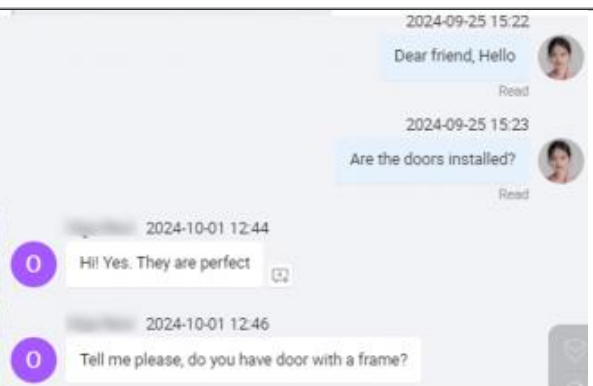 2024-09-25 15:22
Dear friend, Hello
Read
2024-09-25 15:23
Are the doors installed?
Read
2024-10-01 12:44
O
Hi! Yes. They are perfect
2024-10-01 12:46
O
Tell me please, do you have door with a frame?